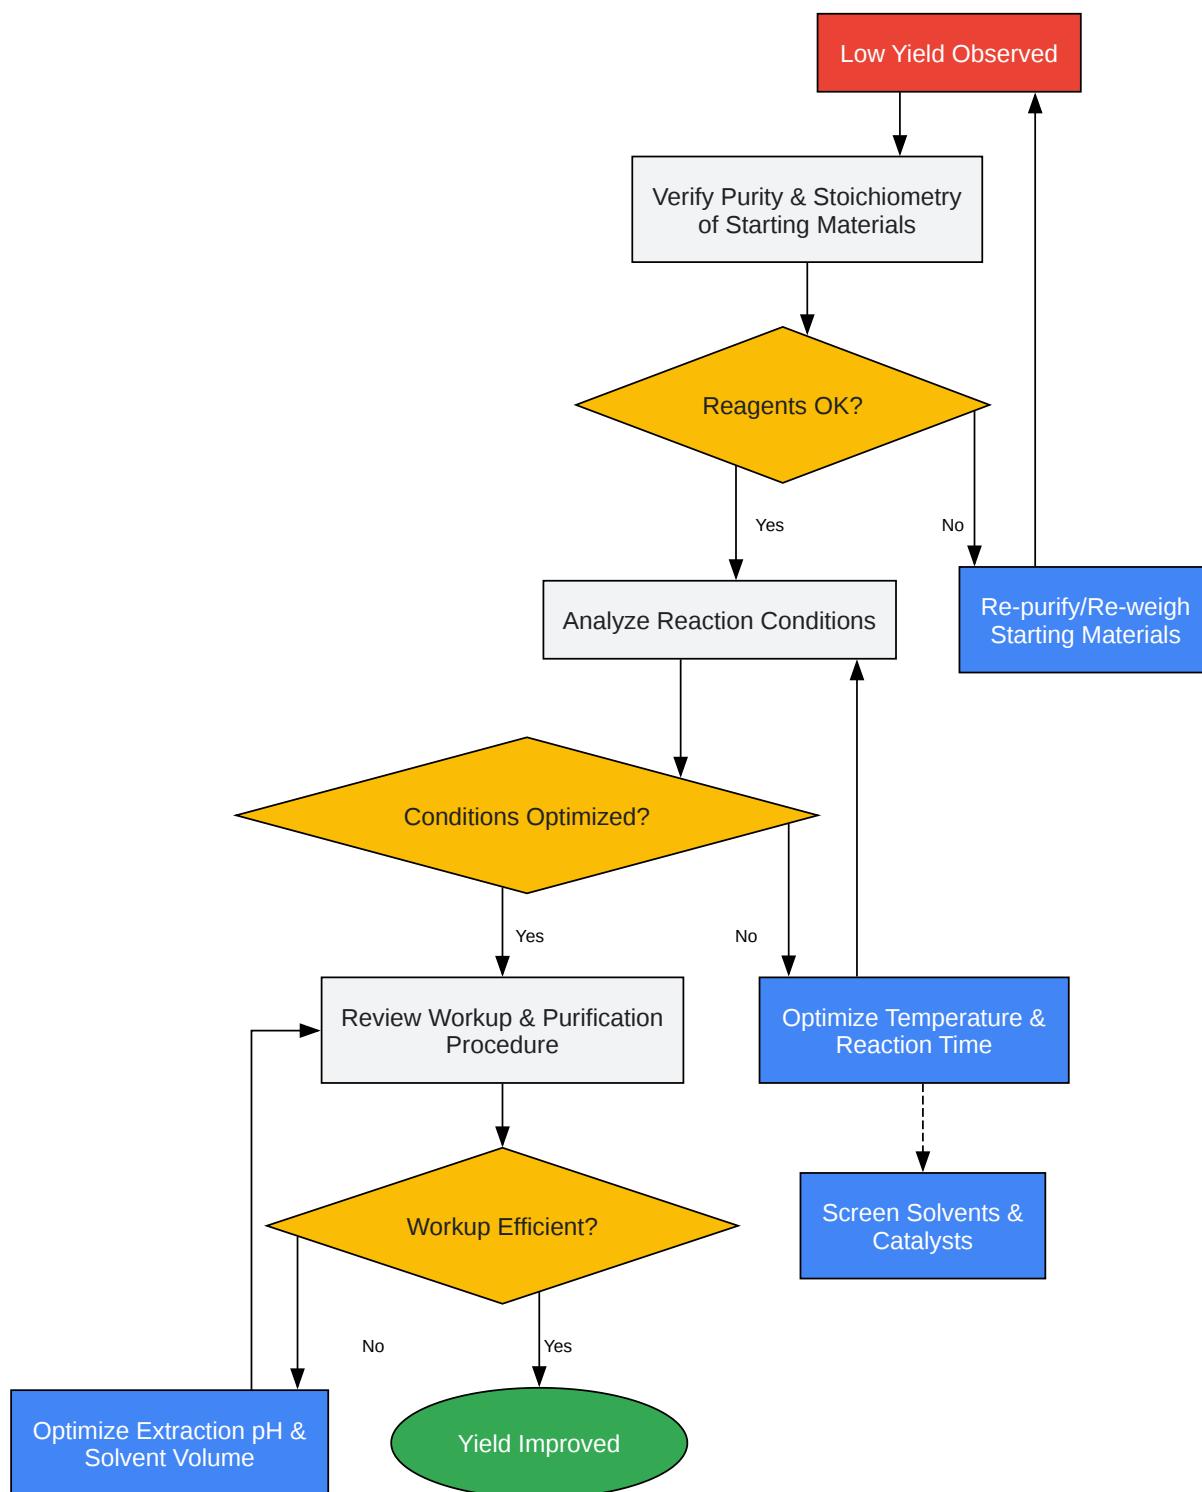 Low Yield Observed
Verify Purity & Stoichiometry
of Starting Materials
Reagents OK?
Yes
No
Re-purify/Re-weigh
Starting Materials
Analyze Reaction Conditions
Conditions Optimized?
Yes
No
Review Workup & Purification
Procedure
Optimize Temperature &
Reaction Time
Screen Solvents &
Catalysts
Workup Efficient?
No
Yes
Optimize Extraction pH &
Solvent Volume
Yield Improved